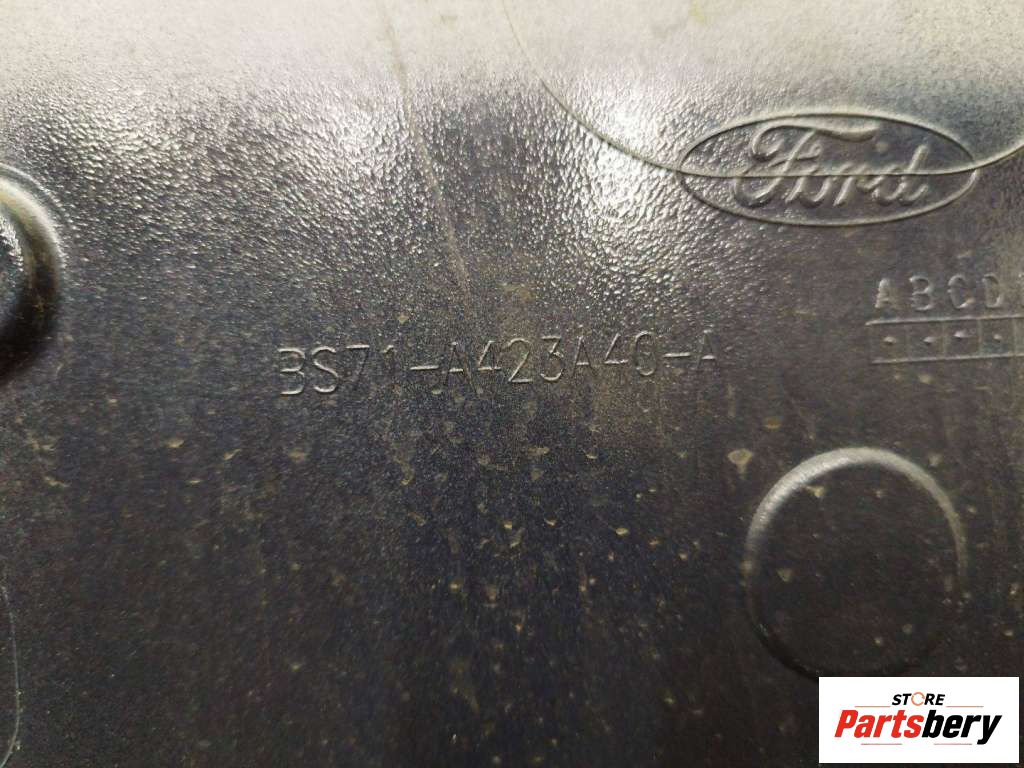 Ford
ABCD
BS71-A423A40-A
STORE
Partsbery